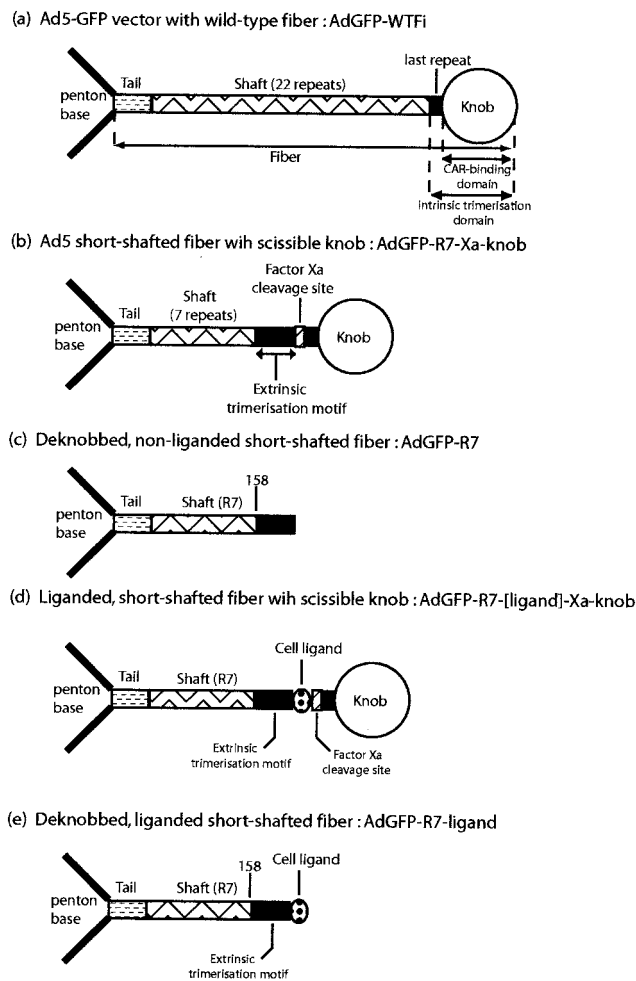 (a) Ad5-GFP vector with wild-type fiber : AdGFP-WTFi
last repeat
Tail
Shaft (22 repeats)
penton
base
Knob
Fiber
CAR-binding
domain
Intrinsic trimerisation
domain
(b) Ad5 short-shafted fiber wih scissible knob : AdGFP-R7-Xa-knob
Factor Xa
cleavage site
Tail
Shaft
(7 repeats)
penton
base
Knob
Extrinsic
trimerisation motif
(c) Deknobbed, non-liganded short-shafted fiber : AdGFP-R7
158
Tail
Shaft (R7)
penton
base
(d) Liganded, short-shafted fiber wih scissible knob : AdGFP-R7-[ligand]-Xa-knob
Cell ligand
Tail
Shaft (R7)
penton
base
Knob
Extrinsic
trimerisation motif
Factor Xa
cleavage site
(e) Deknobbed, liganded short-shafted fiber : AdGFP-R7-ligand
158
Cell ligand
Tail
Shaft (R7)
penton
base
Extrinsic
trimerisation motif